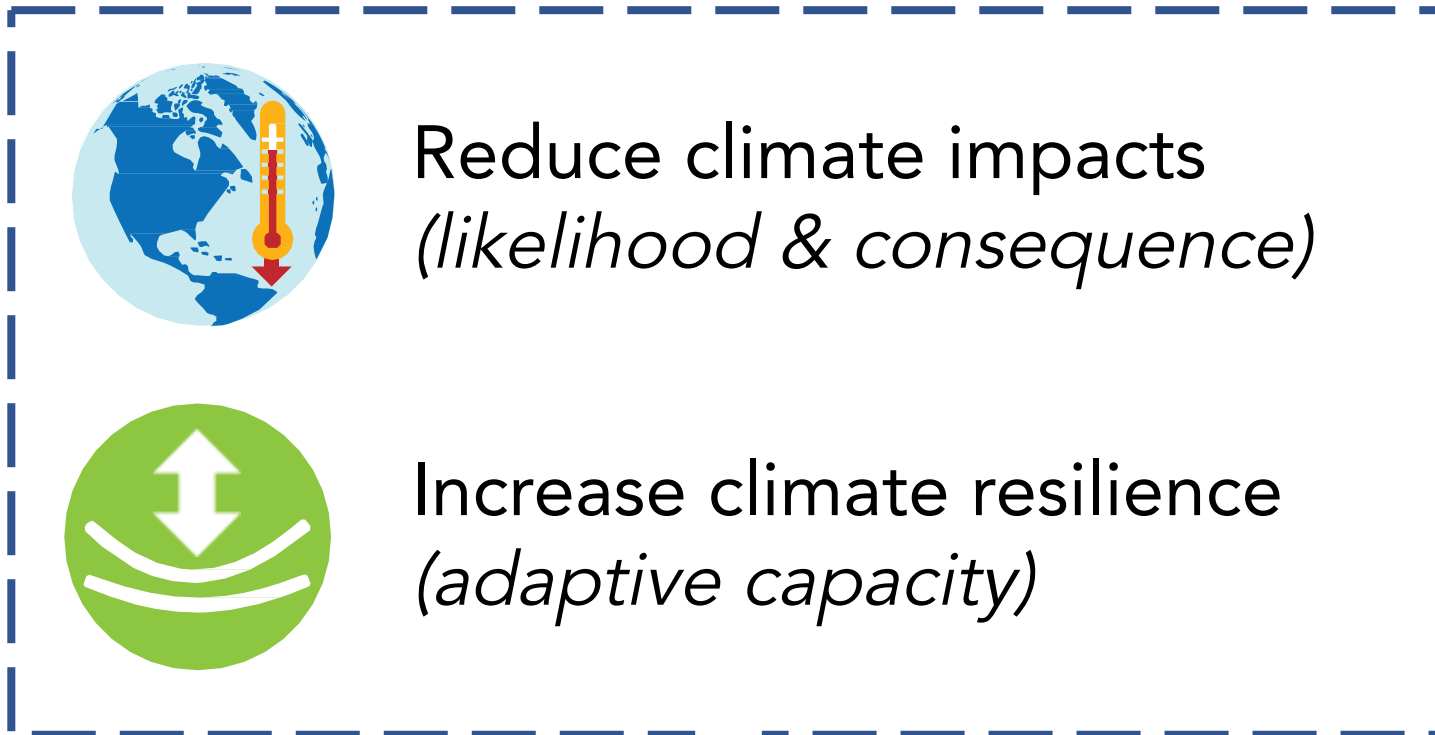 Reduce climate impacts
(likelihood & consequence)
Increase climate resilience
(adaptive capacity)